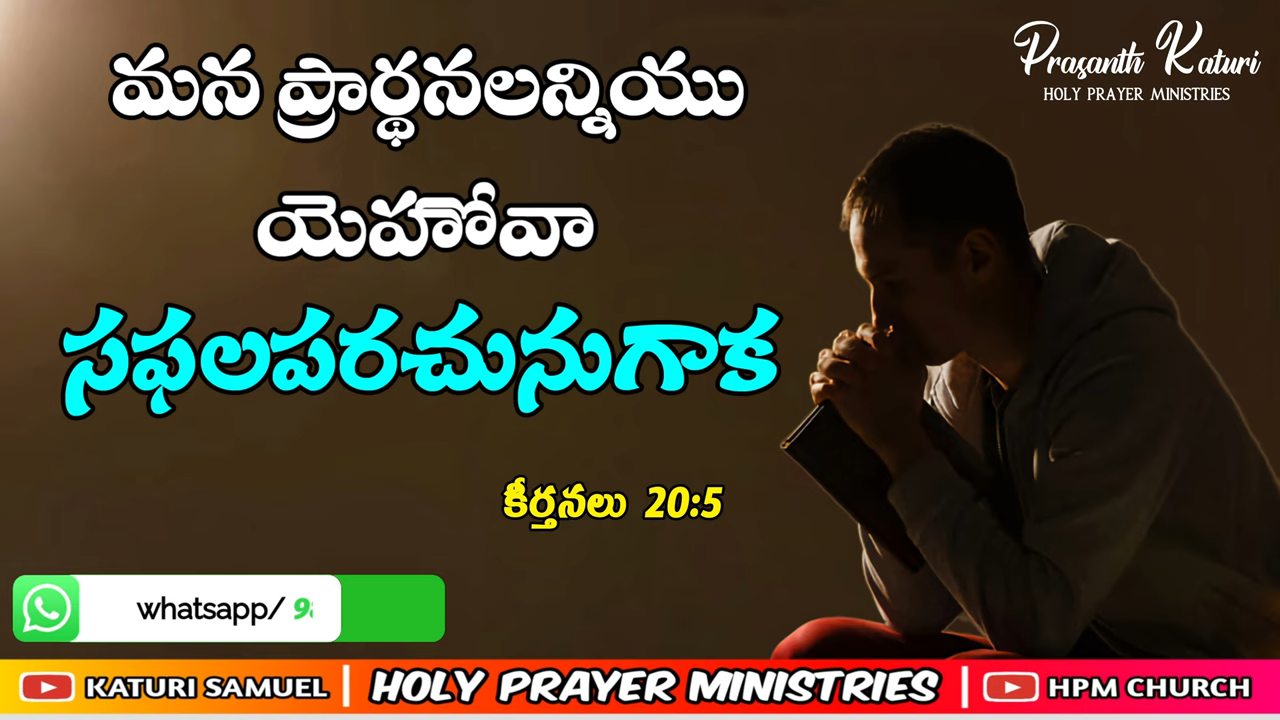 Prasanth Katuri
HOLY PRAYER MINISTRIES
మన ప్రార్థనలన్నియు
యెహోవా
సఫలపరచునుగాక
కీర్తనలు 20:5
whatsapp/ 9
KATURI SAMUEL | HOLY PRAYER MINISTRIES | HPM CHURCH